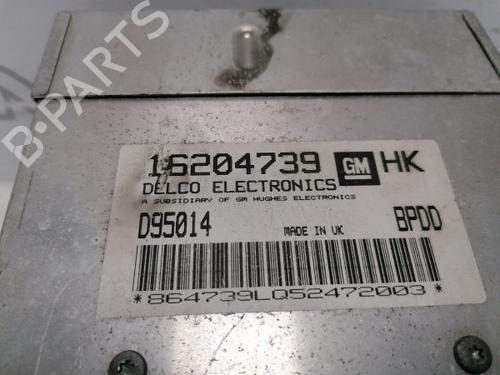 16204739 GM HK
DELCO ELECTRONICS
A SUBSIDIARY OF GM HUGHES ELECTRONICS
D95014 MADE IN UK BPDD
*864739LQ52472003*
B-PARTS